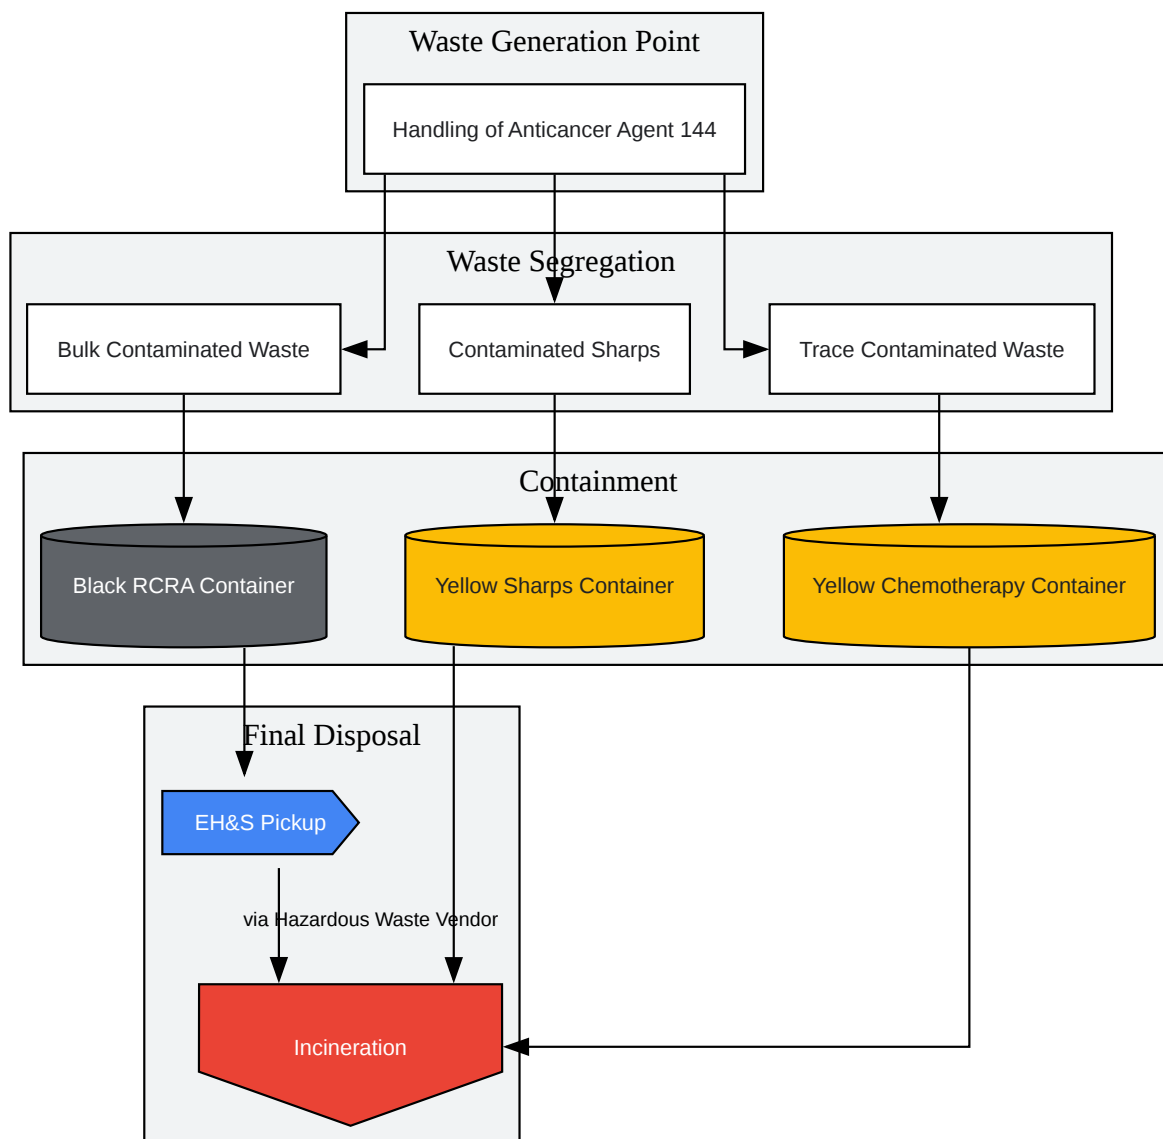 Waste Generation Point
Handling of Anticancer Agent 144
Waste Segregation
Bulk Contaminated Waste
Contaminated Sharps
Trace Contaminated Waste
Containment
Black RCRA Container
Yellow Sharps Container
Yellow Chemotherapy Container
Final Disposal
EH&S Pickup
via Hazardous Waste Vendor
Incineration